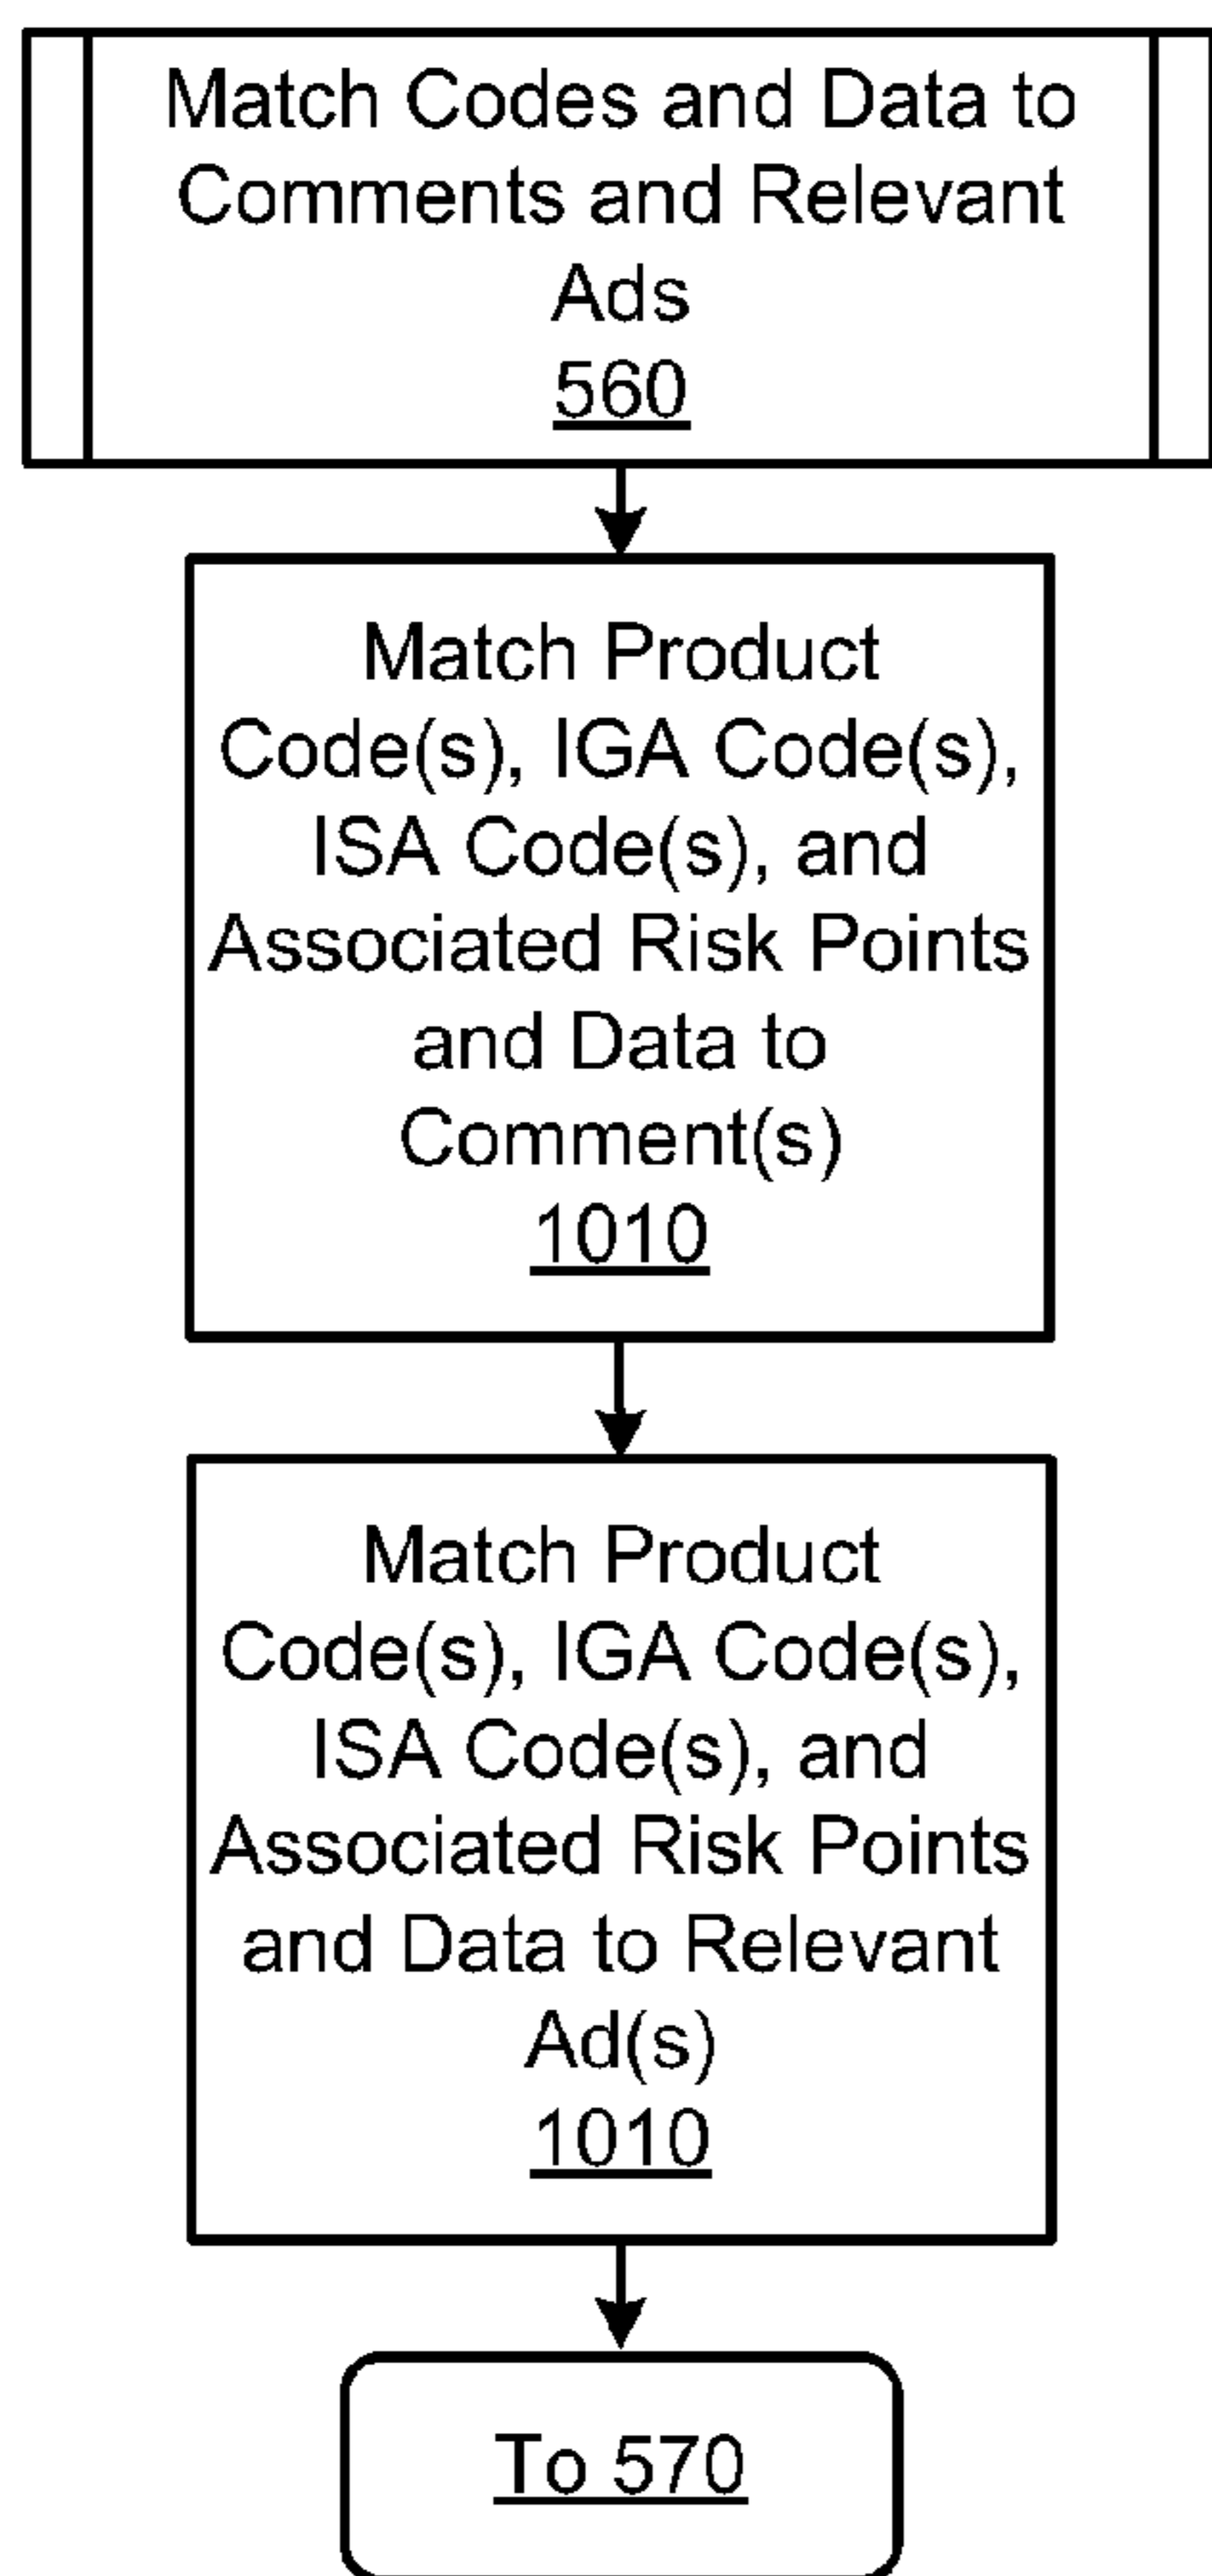 Match Codes and Data to
Comments and Relevant
Ads
560
Match Product
Code(s), IGA Code(s),
ISA Code(s), and
Associated Risk Points
and Data to
Comment(s)
1010
Match Product
Code(s), IGA Code(s),
ISA Code(s), and
Associated Risk Points
and Data to Relevant
Ad(s)
1010
To 570